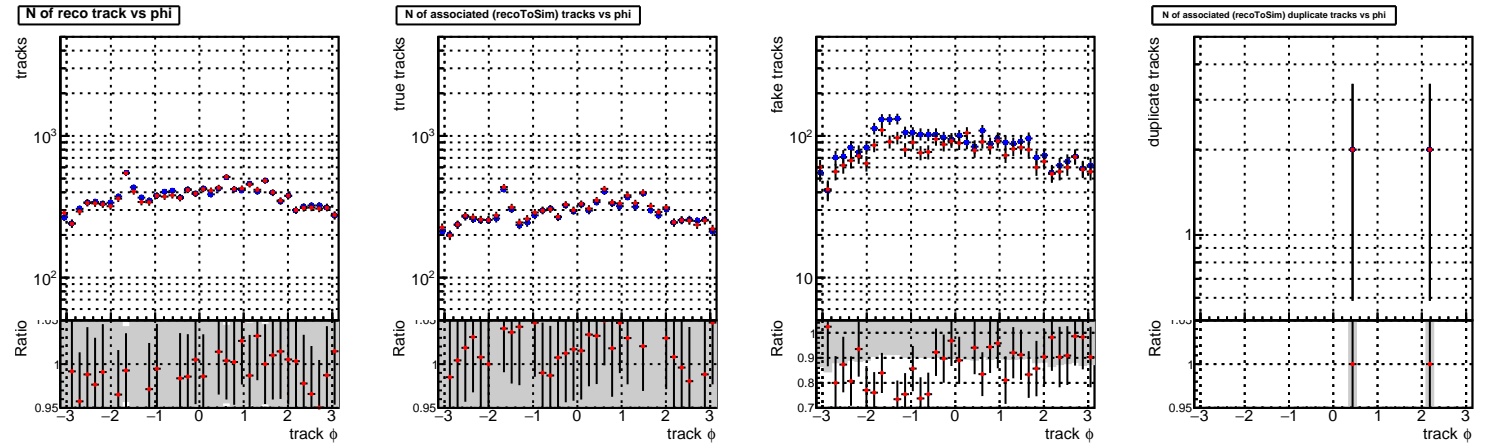 N of reco track vs phi
tracks
10³
10²
Ratio
1
0.95
−3 −2 −1 0 1 2 3
track ϕ
N of associated (recoToSim) tracks vs phi
true tracks
10³
10²
Ratio
1
0.95
−3 −2 −1 0 1 2 3
track ϕ
fake tracks
10²
10
Ratio
1
0.9
0.8
0.7
−3 −2 −1 0 1 2 3
track ϕ
N of associated (recoToSim) duplicate tracks vs phi
duplicate tracks
1
Ratio
1
0.95
−3 −2 −1 0 1 2 3
track ϕ